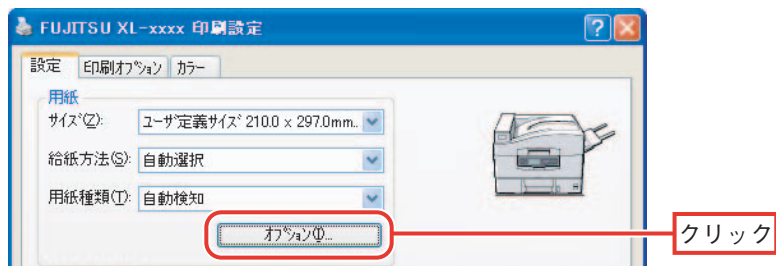 FUJITSU XL-xxxx 印刷設定
設定 印刷オプション カラー
用紙
サイズ(Z): ユーザ定義サイズ 210.0 x 297.0mm..
給紙方法(S): 自動選択
用紙種類(T): 自動検知
オプション(I)...
クリック